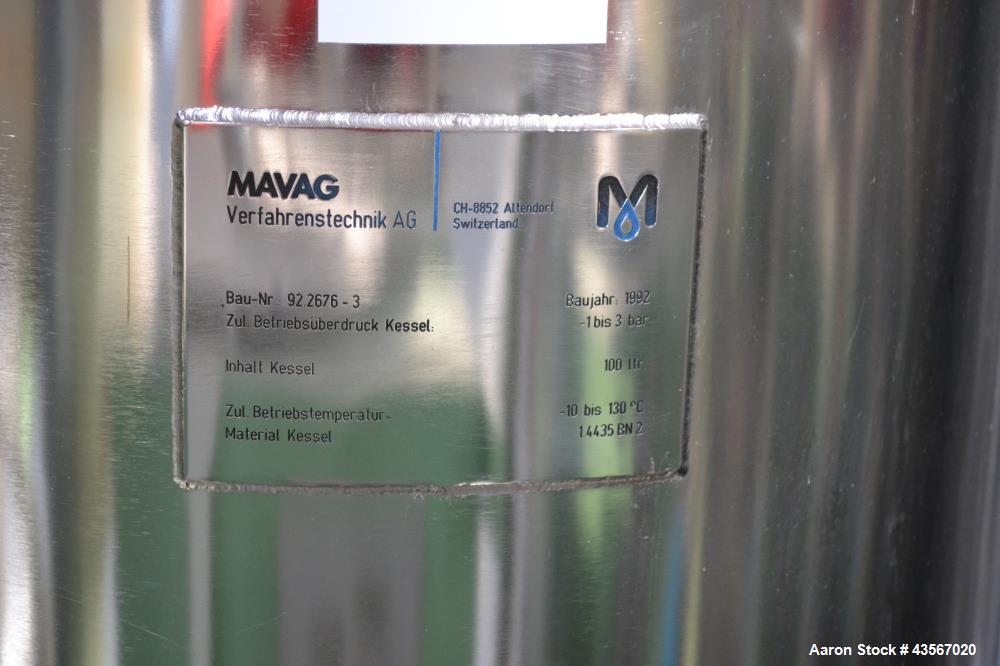 MAVAG
Verfahrenstechnik AG
CH-8852 Altendorf
Switzerland
M
Bau-Nr. 92.2676-3 Baujahr: 1992
Zul. Betriebsüberdruck Kessel: -1 bis 3 bar
Inhalt Kessel 100 ltr
Zul. Betriebstemperatur -10 bis 130 °C
Material Kessel 1.4435 BN 2
Aaron Stock # 43567020